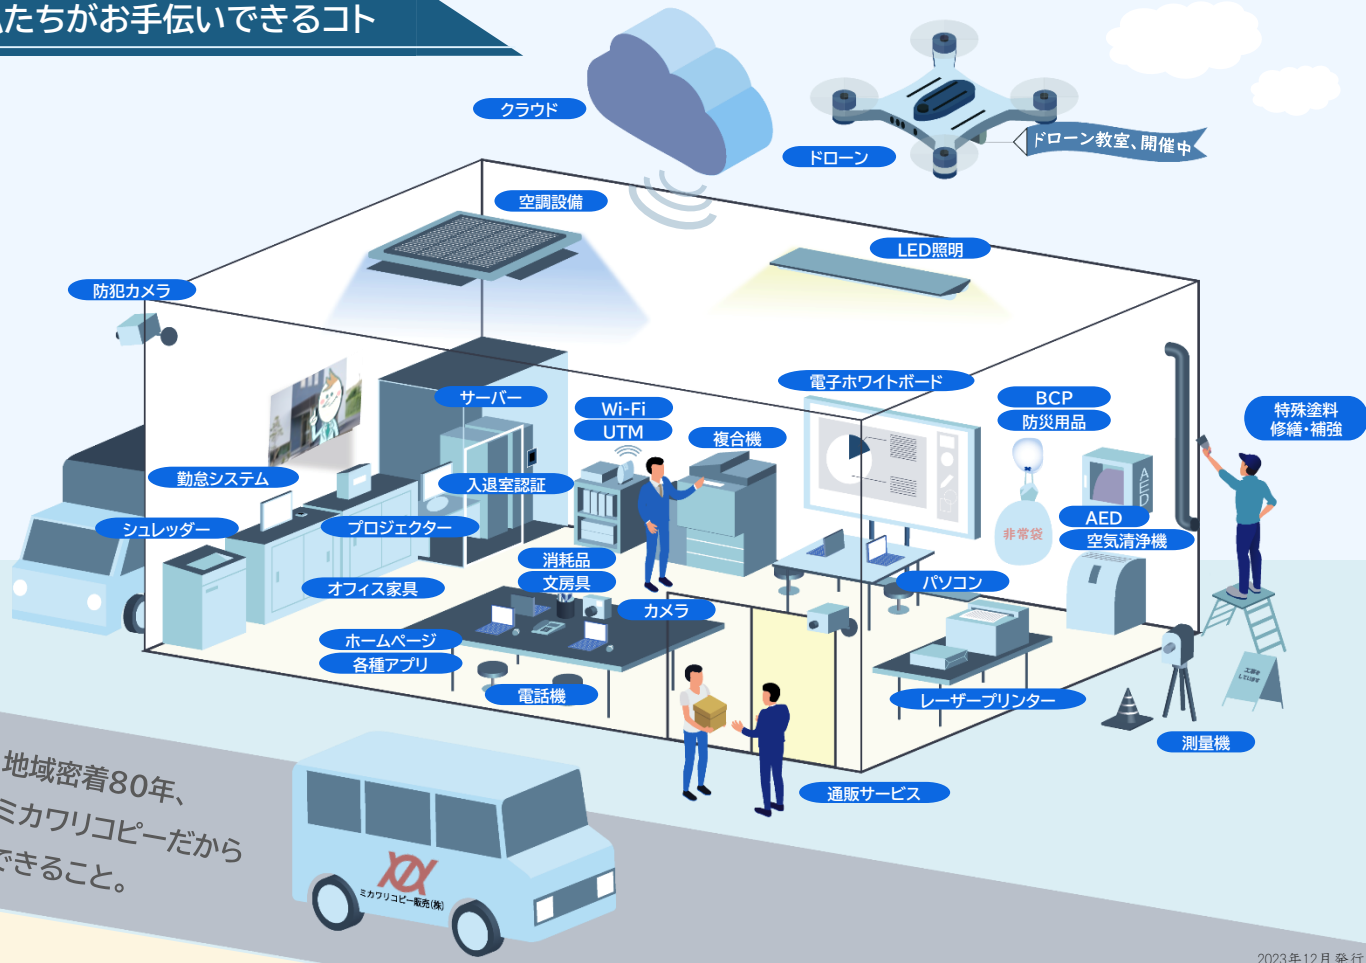 たちがお手伝いできるコト
クラウド
ドローン
ドローン教室、開催中
空調設備
LED照明
防犯カメラ
電子ホワイトボード
サーバー
Wi-Fi
UTM
複合機
BCP
防災用品
特殊塗料
修繕・補強
勤怠システム
入退室認証
シュレッダー
プロジェクター
AED
非常袋
AED
空気清浄機
消耗品
文房具
オフィス家具
カメラ
パソコン
ホームページ
各種アプリ
電話機
レーザープリンター
工事を
しています
測量機
通販サービス
地域密着80年、
ミカワリコピーだから
できること。
ミカワリコピー販売(株)
2023年12月発行